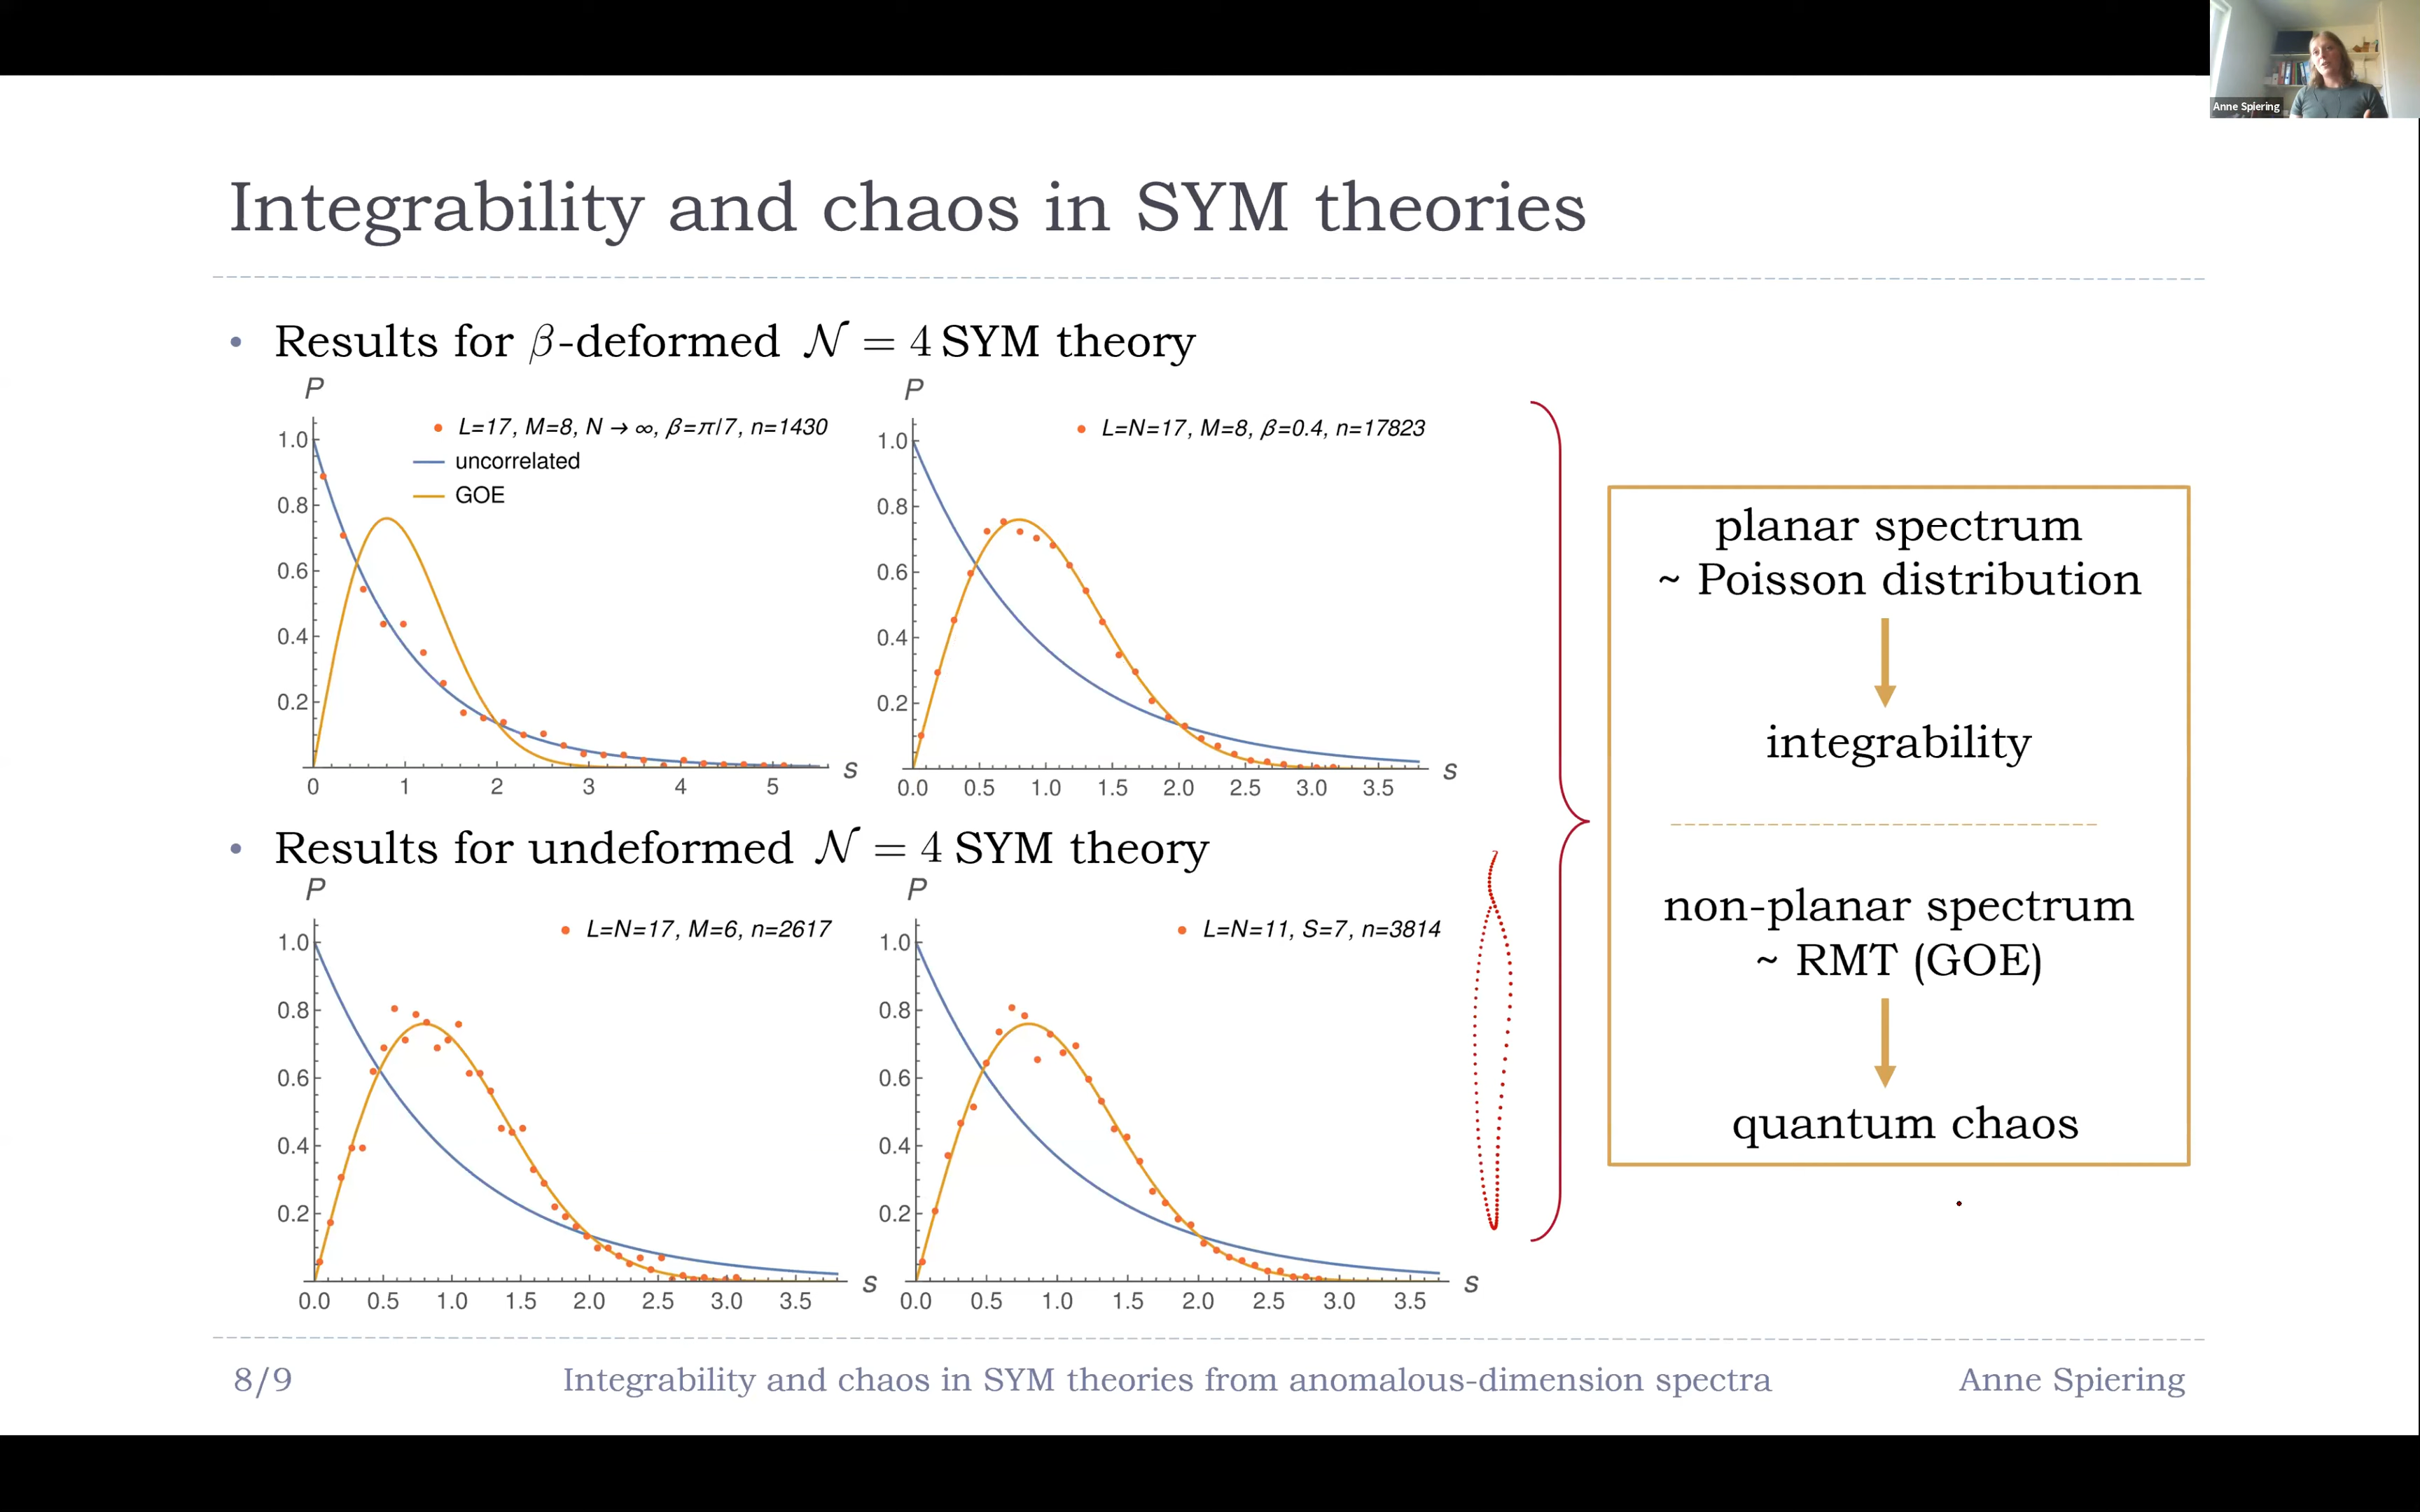 Anne Spiering
Integrability and chaos in SYM theories
• Results for β-deformed 𝒩 = 4 SYM theory
P
L=17, M=8, N → ∞, β=π/7, n=1430
uncorrelated
GOE
1.0
0.8
0.6
0.4
0.2
0 1 2 3 4 5
s
P
L=N=17, M=8, β=0.4, n=17823
1.0
0.8
0.6
0.4
0.2
0.0 0.5 1.0 1.5 2.0 2.5 3.0 3.5
s
• Results for undeformed 𝒩 = 4 SYM theory
P
L=N=17, M=6, n=2617
1.0
0.8
0.6
0.4
0.2
0.0 0.5 1.0 1.5 2.0 2.5 3.0 3.5
s
P
L=N=11, S=7, n=3814
1.0
0.8
0.6
0.4
0.2
0.0 0.5 1.0 1.5 2.0 2.5 3.0 3.5
s
planar spectrum
~ Poisson distribution
integrability
non-planar spectrum
~ RMT (GOE)
quantum chaos
8/9
Integrability and chaos in SYM theories from anomalous-dimension spectra
Anne Spiering